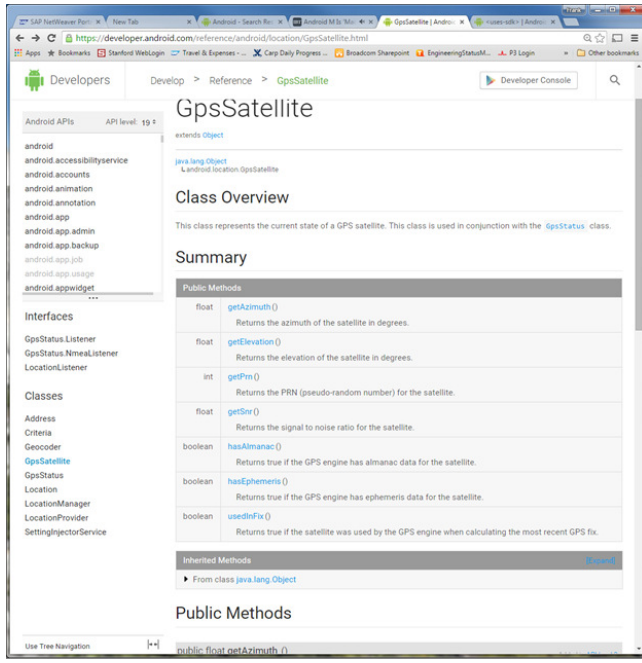 SAP NetWeaver Port
New Tab
Android - Search Res
Android M Is
GpsSatellite | Android
<uses-sdk> | Android
https://developer.android.com/reference/android/location/GpsSatellite.html
Apps
Bookmarks
Stanford WebLogin
Travel & Expenses - ...
Carp Daily Progress ...
Broadcom Sharepoint
EngineeringStatusM...
P3 Login
»
Other bookmarks
Developers
Develop > Reference > GpsSatellite
Developer Console
Android APIs
API level: 19
android
android.accessibilityservice
android.accounts
android.animation
android.annotation
android.app
android.app.admin
android.app.backup
android.app.job
android.app.usage
android.appwidget
Interfaces
GpsStatus.Listener
GpsStatus.NmeaListener
LocationListener
Classes
Address
Criteria
Geocoder
GpsSatellite
GpsStatus
Location
LocationManager
LocationProvider
SettingInjectorService
Use Tree Navigation
GpsSatellite
extends Object
java.lang.Object
android.location.GpsSatellite
Class Overview
This class represents the current state of a GPS satellite. This class is used in conjunction with the GpsStatus class.
Summary
Public Methods
float getAzimuth()
Returns the azimuth of the satellite in degrees.
float getElevation()
Returns the elevation of the satellite in degrees.
int getPrn()
Returns the PRN (pseudo-random number) for the satellite.
float getSnr()
Returns the signal to noise ratio for the satellite.
boolean hasAlmanac()
Returns true if the GPS engine has almanac data for the satellite.
boolean hasEphemeris()
Returns true if the GPS engine has ephemeris data for the satellite.
boolean usedInFix()
Returns true if the satellite was used by the GPS engine when calculating the most recent GPS fix.
Inherited Methods
[Expand]
From class java.lang.Object
Public Methods
public float getAzimuth ()